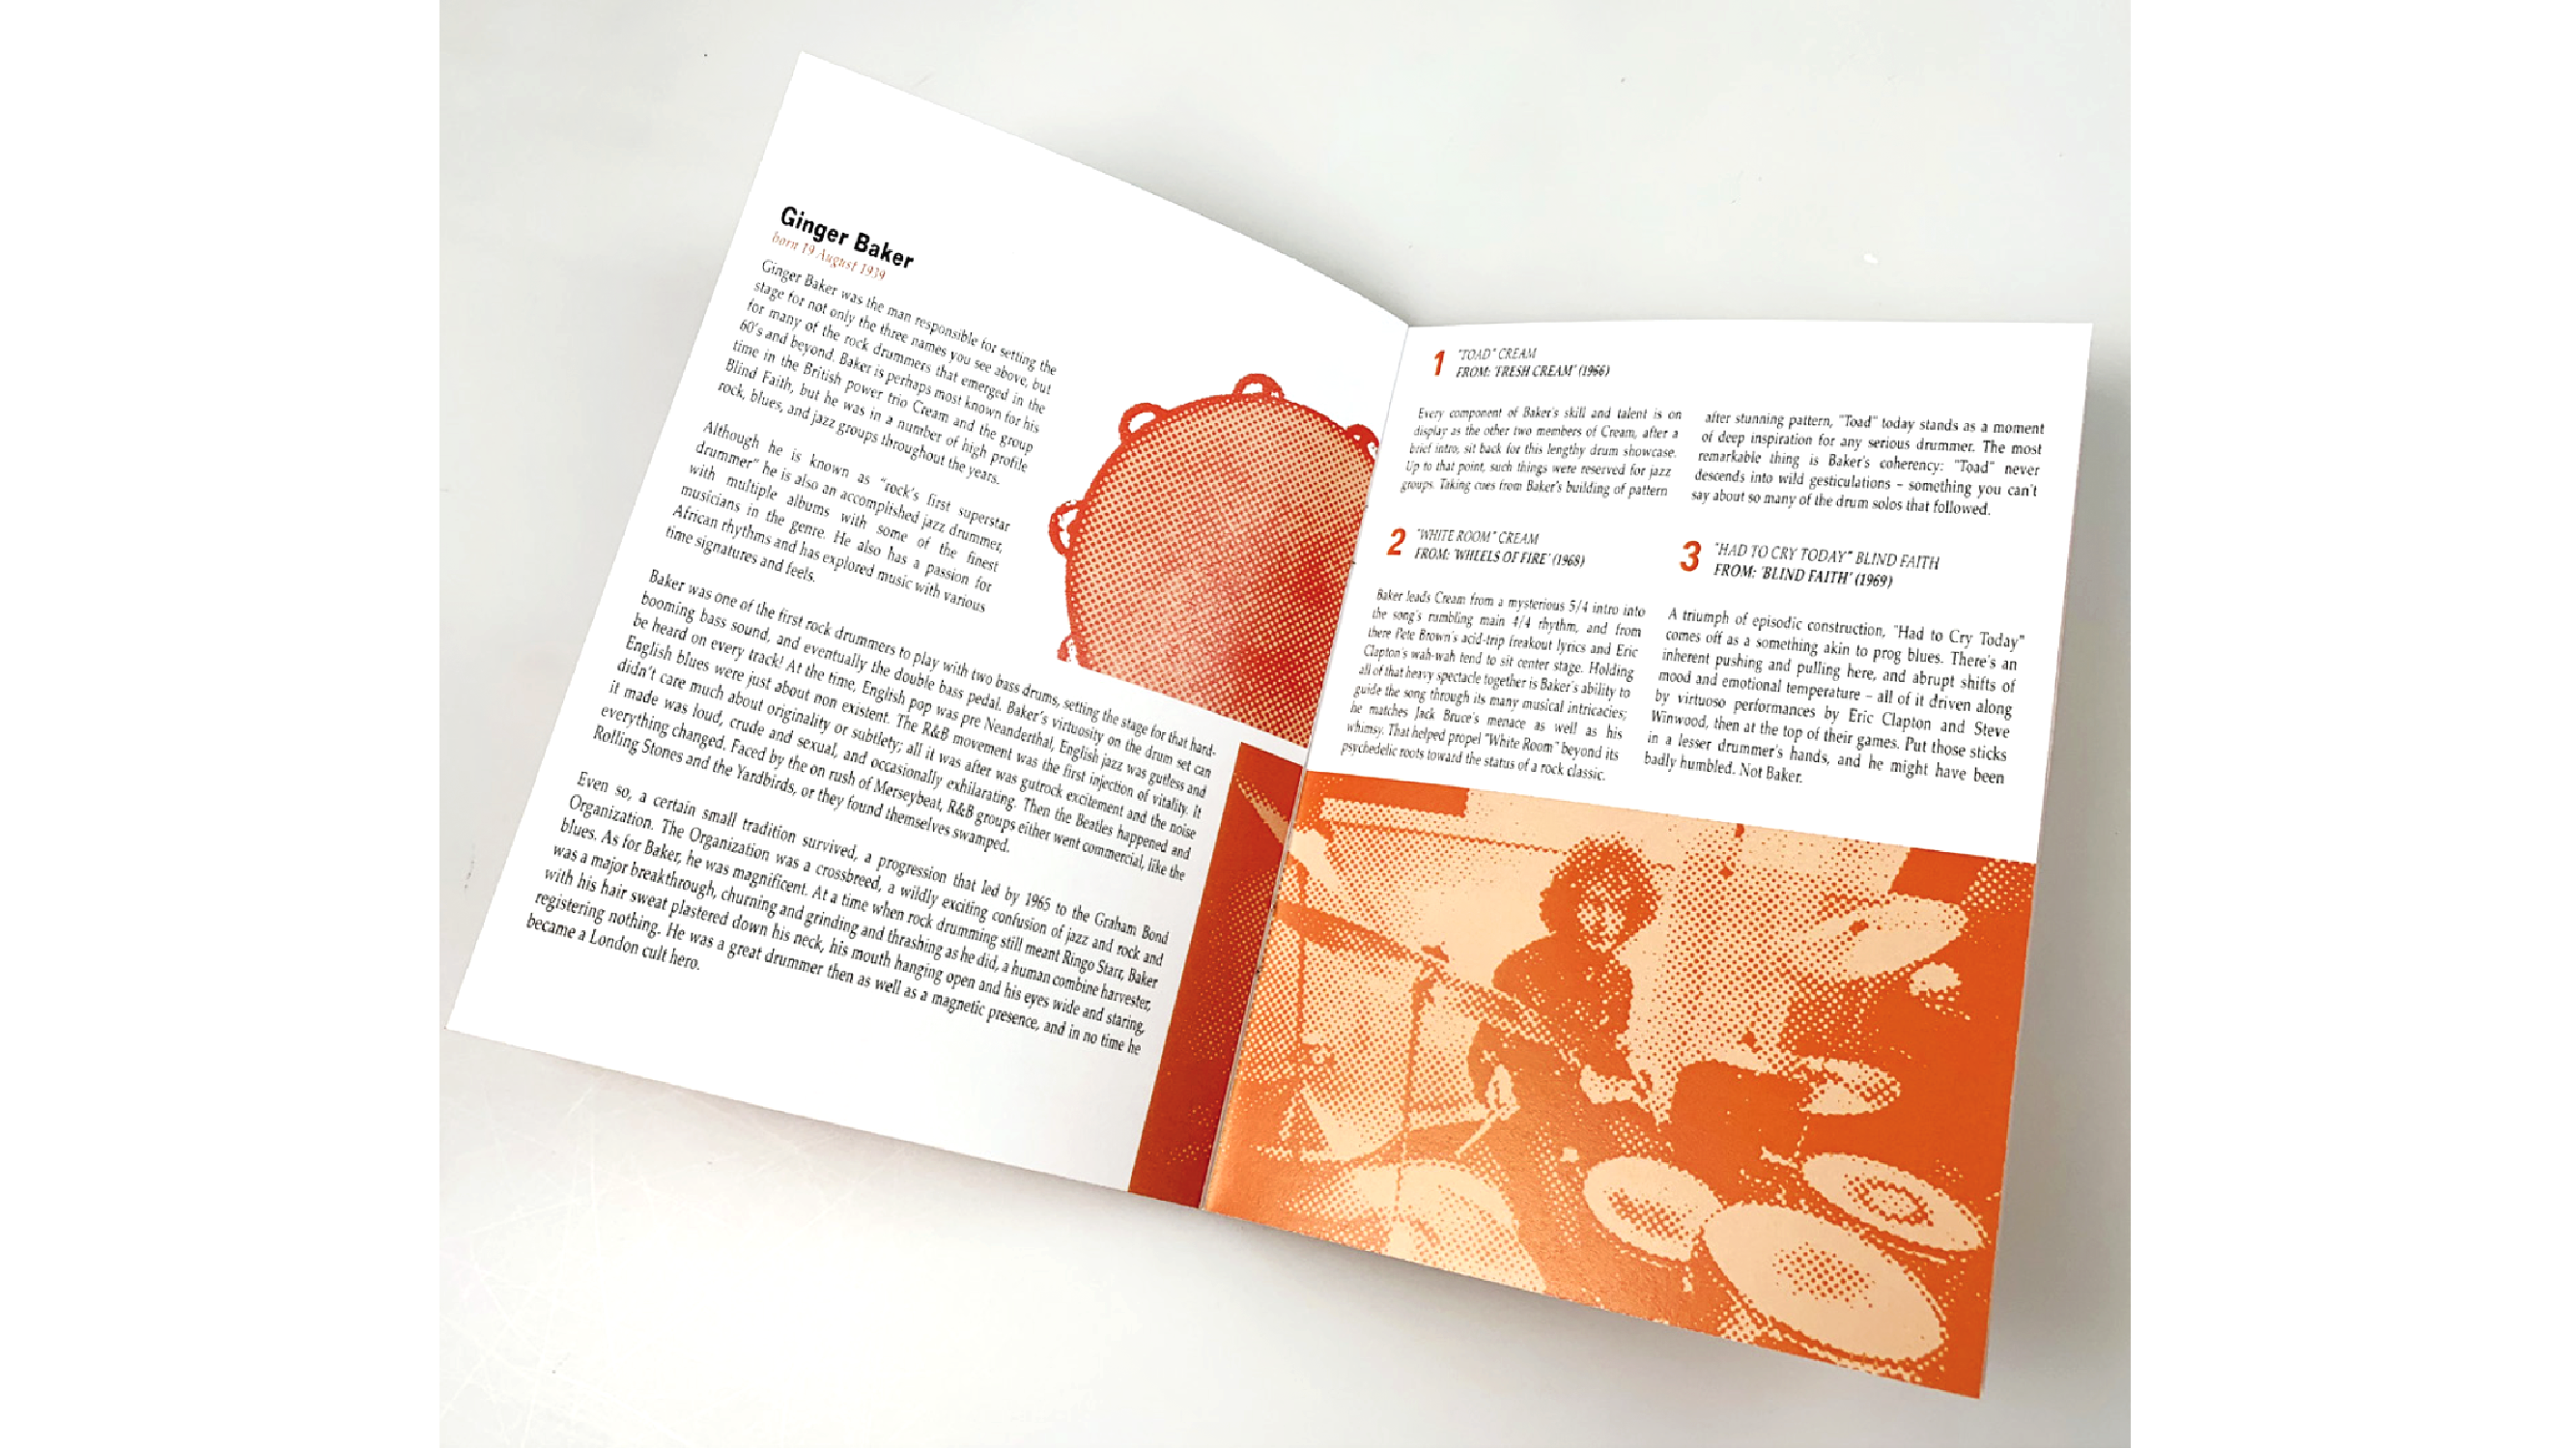 Ginger Baker
born 19 August 1939
Ginger Baker was the man responsible for setting the
stage for not only the three names you see above, but
for many of the rock drummers that emerged in the
60's and beyond. Baker is perhaps most known for his
time in the British power trio Cream and the group
Blind Faith, but he was in a number of high profile
rock, blues, and jazz groups throughout the years.
Although he is known as "rock's first superstar
drummer" he is also an accomplished jazz drummer,
with multiple albums with some of the finest
musicians in the genre. He also has a passion for
African rhythms and has explored music with various
time signatures and feels.
Baker was one of the first rock drummers to play with two bass drums, setting the stage for that hard-
booming bass sound, and eventually the double bass pedal. Baker's virtuosity on the drum set can
be heard on every track! At the time, English pop was pre Neanderthal, English jazz was gutless and
English blues were just about non existent. The R&B movement was the first injection of vitality. It
didn't care much about originality or subtlety; all it was after was gutrock excitement and the noise
it made was loud, crude and sexual, and occasionally exhilarating. Then the Beatles happened and
everything changed. Faced by the on rush of Merseybeat, R&B groups either went commercial, like the
Rolling Stones and the Yardbirds, or they found themselves swamped.
Even so, a certain small tradition survived, a progression that led by 1965 to the Graham Bond
Organization. The Organization was a crossbreed, a wildly exciting confusion of jazz and rock and
blues. As for Baker, he was magnificent. At a time when rock drumming still meant Ringo Starr, Baker
was a major breakthrough, churning and grinding and thrashing as he did, a human combine harvester,
with his hair sweat plastered down his neck, his mouth hanging open and his eyes wide and staring,
registering nothing. He was a great drummer then as well as a magnetic presence, and in no time he
became a London cult hero.
1 "TOAD" CREAM
FROM: 'FRESH CREAM' (1966)
Every component of Baker's skill and talent is on
display as the other two members of Cream, after a
brief intro, sit back for this lengthy drum showcase.
Up to that point, such things were reserved for jazz
groups. Taking cues from Baker's building of pattern
after stunning pattern, "Toad" today stands as a moment
of deep inspiration for any serious drummer. The most
remarkable thing is Baker's coherency: "Toad" never
descends into wild gesticulations – something you can't
say about so many of the drum solos that followed.
2 "WHITE ROOM" CREAM
FROM: 'WHEELS OF FIRE' (1968)
Baker leads Cream from a mysterious 5/4 intro into
the song's rumbling main 4/4 rhythm, and from
there Pete Brown's acid-trip freakout lyrics and Eric
Clapton's wah-wah tend to sit center stage. Holding
all of that heavy spectacle together is Baker's ability to
guide the song through its many musical intricacies;
he matches Jack Bruce's menace as well as his
whimsy. That helped propel "White Room" beyond its
psychedelic roots toward the status of a rock classic.
3 "HAD TO CRY TODAY" BLIND FAITH
FROM: 'BLIND FAITH' (1969)
A triumph of episodic construction, "Had to Cry Today"
comes off as a something akin to prog blues. There's an
inherent pushing and pulling here, and abrupt shifts of
mood and emotional temperature – all of it driven along
by virtuoso performances by Eric Clapton and Steve
Winwood, then at the top of their games. Put those sticks
in a lesser drummer's hands, and he might have been
badly humbled. Not Baker.